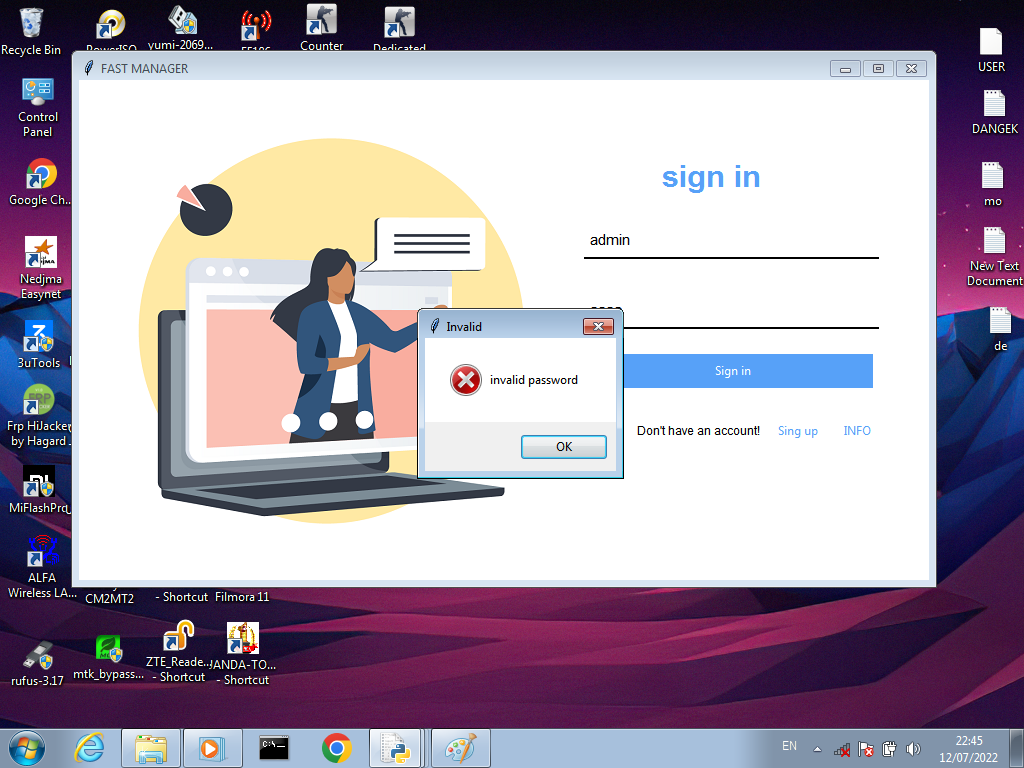 Recycle Bin
PowerISO
yumi-2069...
Counter
Dedicated
USER
FAST MANAGER
Control
Panel
DANGEK
Google Ch...
mo
sign in
admin
Nedjma
Easynet
New Text
Document
Invalid
invalid password
OK
Sign in
Don't have an account!
Sing up
INFO
3uTools
de
Frp HiJacker
by Hagard
MiFlashPro
ALFA
Wireless LA...
CM2MT2
- Shortcut
Filmora 11
rufus-3.17
mtk_bypass...
ZTE_Reade...
- Shortcut
JANDA-TO...
- Shortcut
EN
22:45
12/07/2022